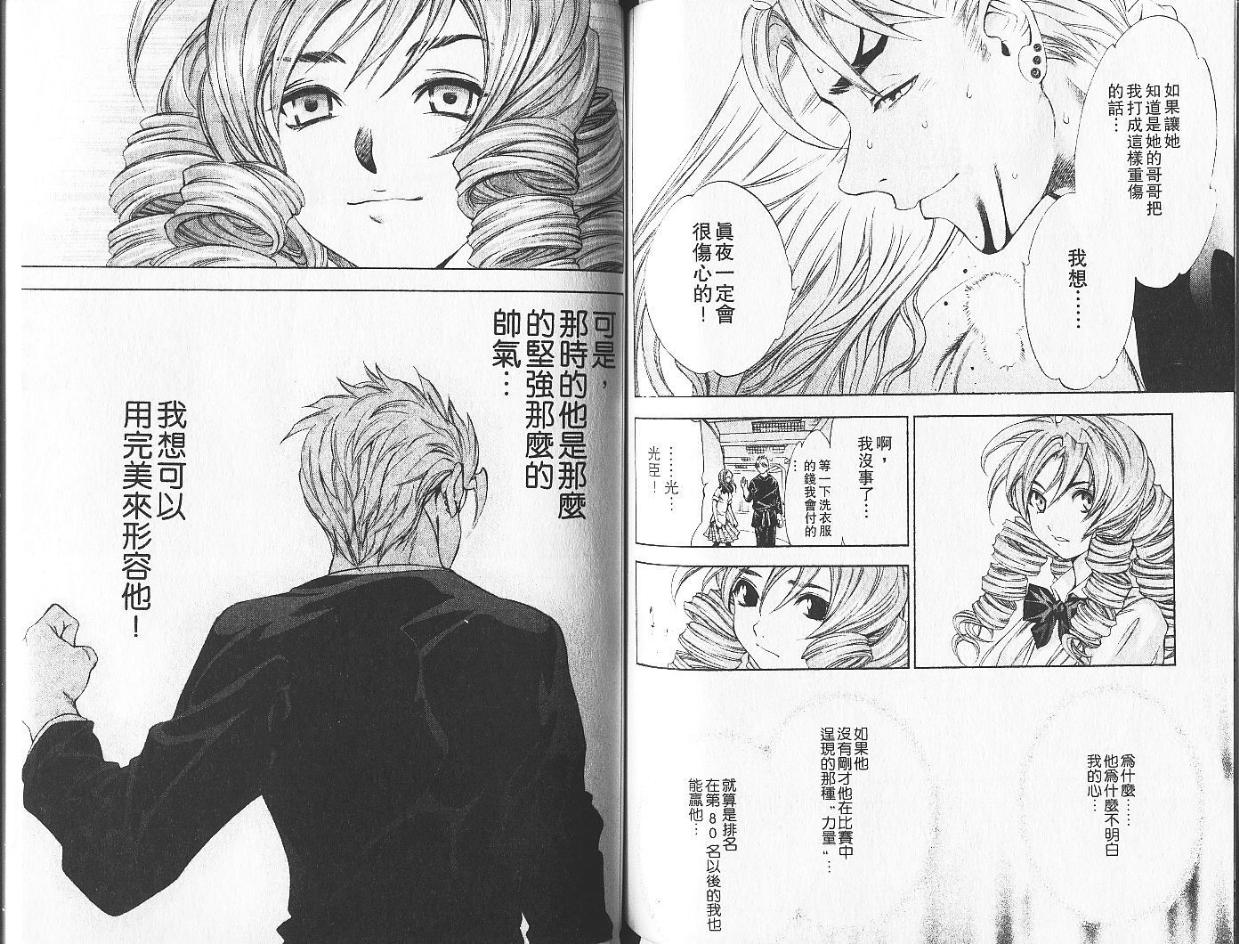 如果讓她
知道是她的哥哥把
我打成這樣重傷
的話…
我想……
眞夜一定會
很傷心的！
啊，
我沒事了…
等一下洗衣服
的錢我會付的
…
……光…
光臣！
爲什麼……
他爲什麼不明白
我的心…
如果他
沒有剛才他在比賽中
逞現的那種“力量“…
就算是排名
在第80名以後的我也
能贏他…
可是，
那時的他是那麼
的堅強那麼的
帥氣…
我想可以
用完美來形容他！